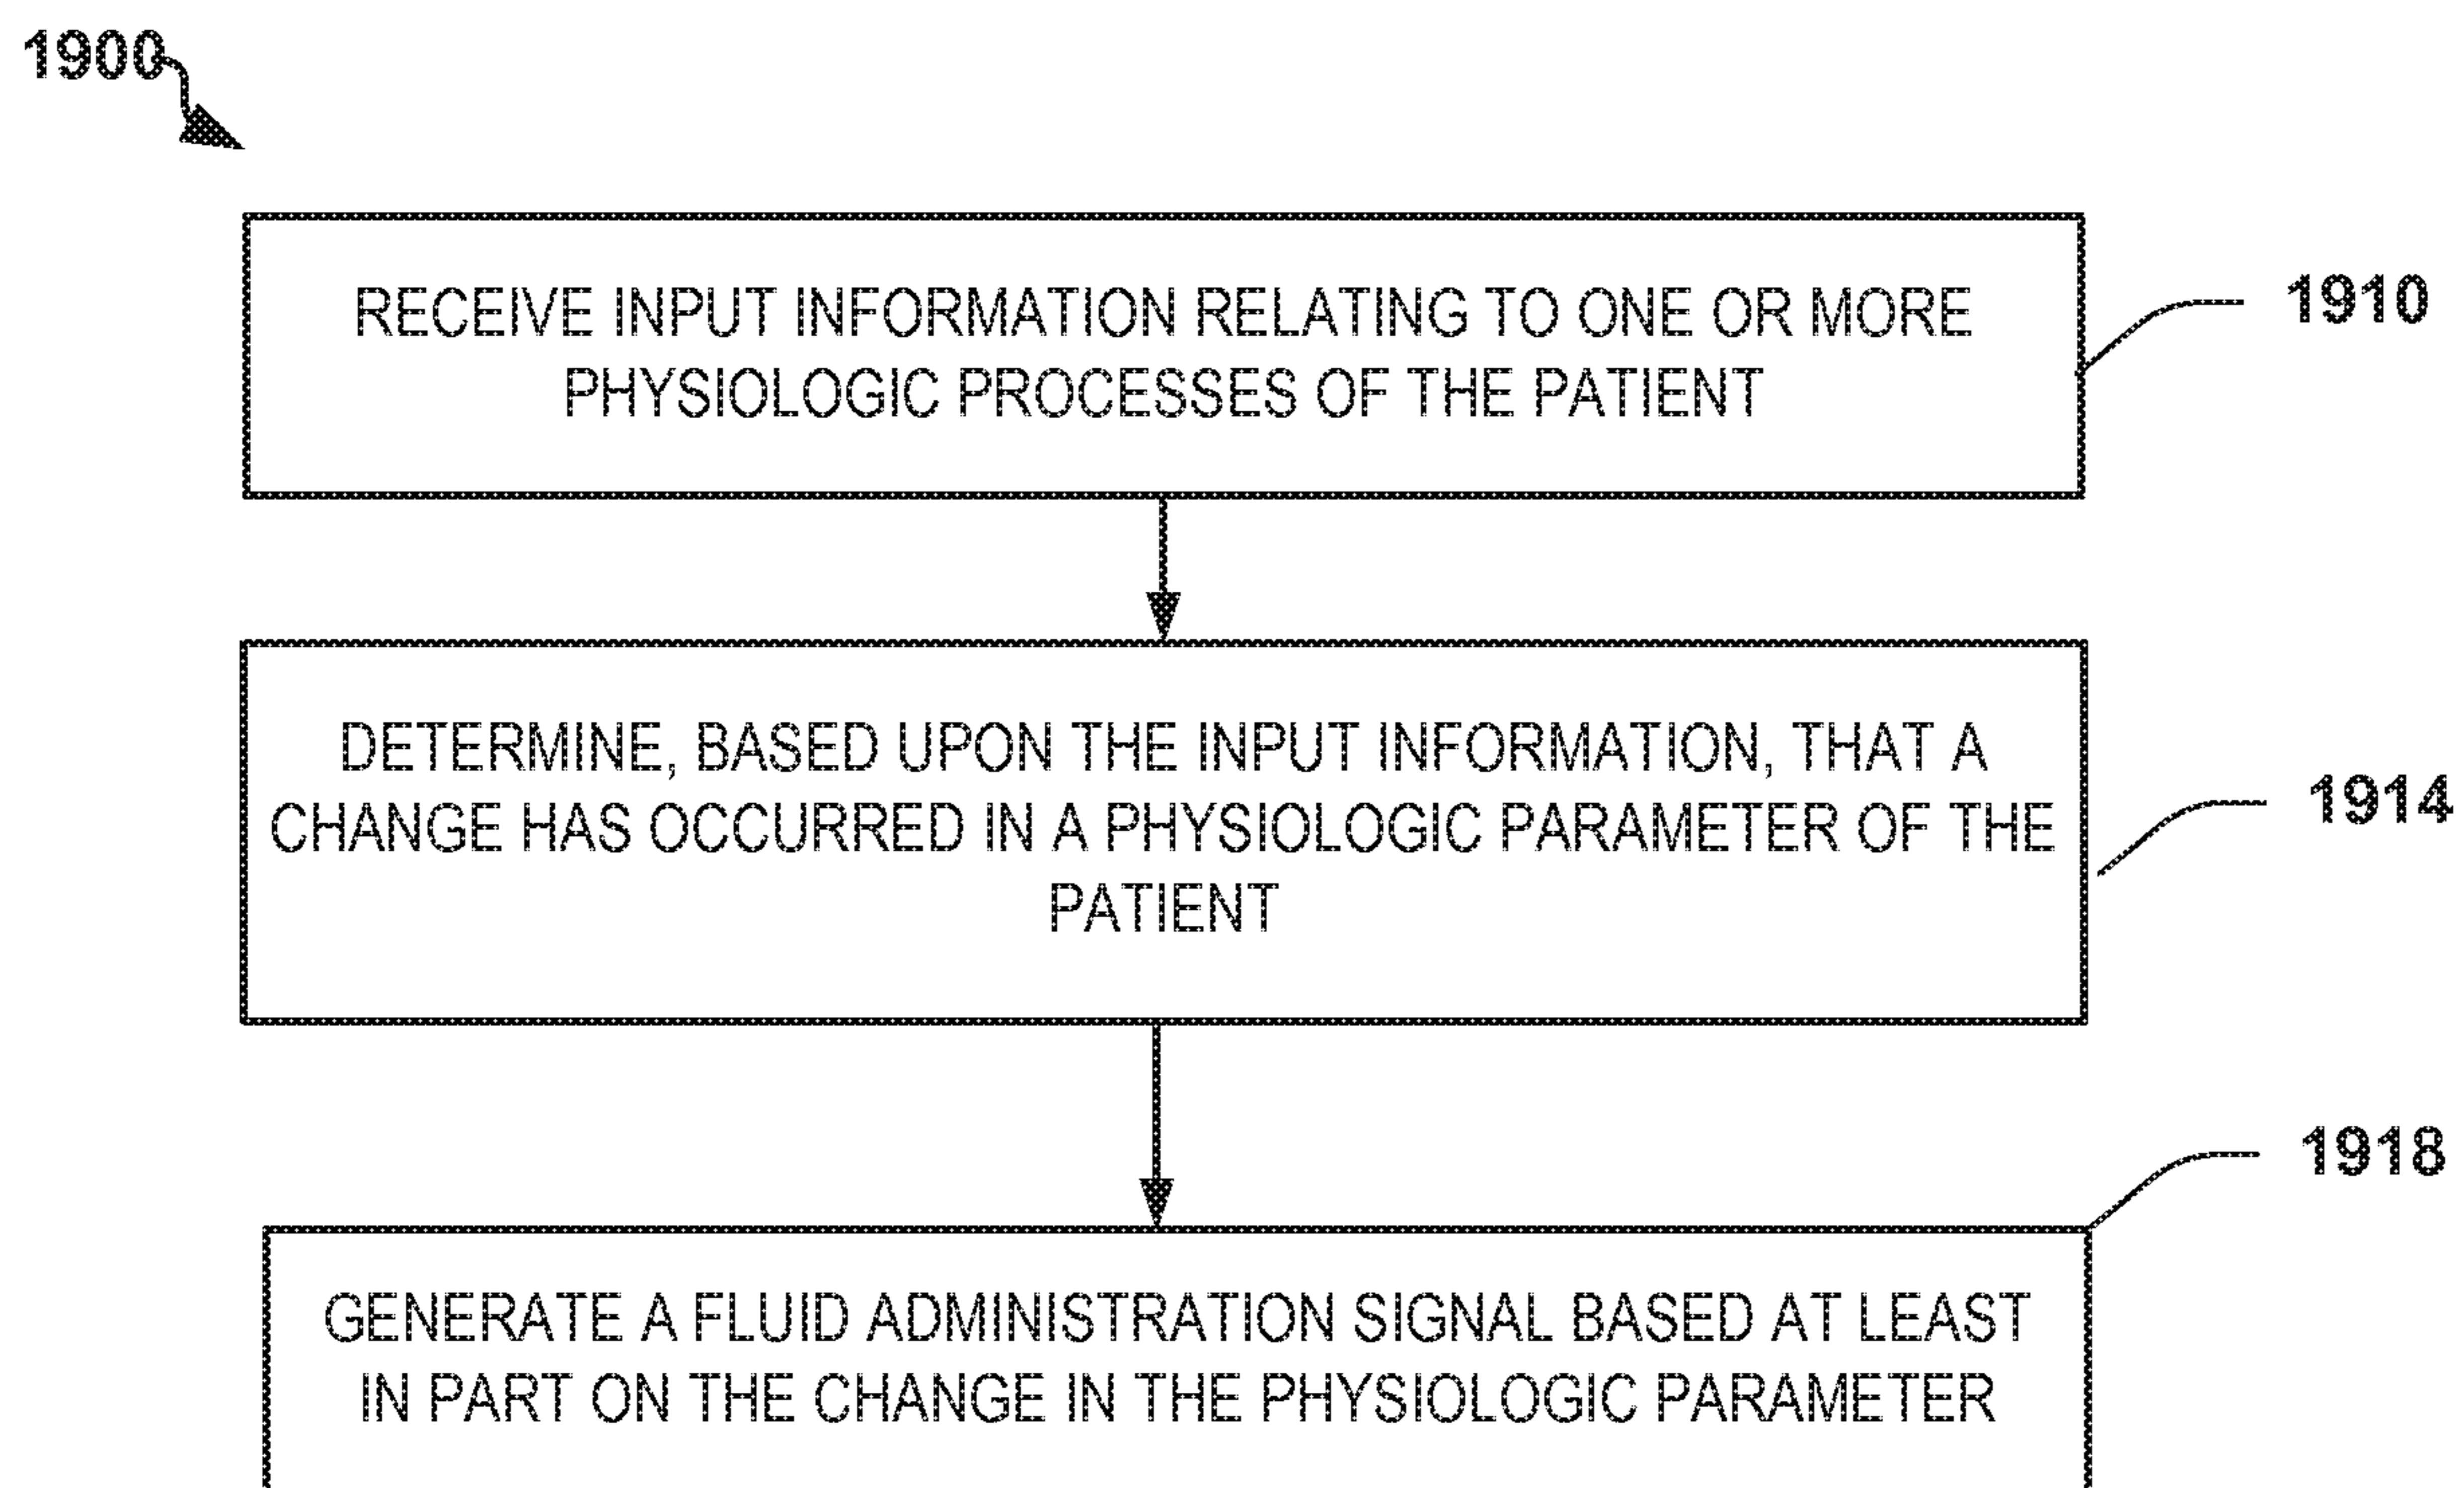 1900
RECEIVE INPUT INFORMATION RELATING TO ONE OR MORE
PHYSIOLOGIC PROCESSES OF THE PATIENT
1910
DETERMINE, BASED UPON THE INPUT INFORMATION, THAT A
CHANGE HAS OCCURRED IN A PHYSIOLOGIC PARAMETER OF THE
PATIENT
1914
1918
GENERATE A FLUID ADMINISTRATION SIGNAL BASED AT LEAST
IN PART ON THE CHANGE IN THE PHYSIOLOGIC PARAMETER